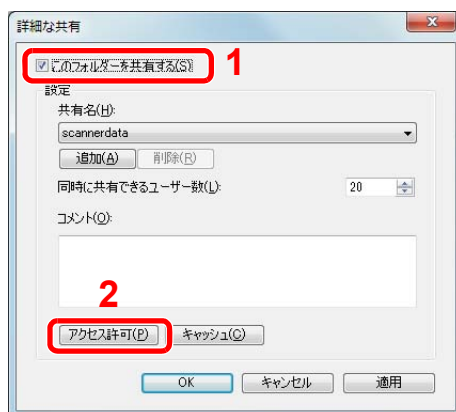 詳細な共有
このフォルダーを共有する(S)
1
設定
共有名(H):
scannerdata
追加(A) 削除(R)
同時に共有できるユーザー数(L): 20
コメント(O):
2
アクセス許可(P) キャッシュ(C)
OK キャンセル 適用